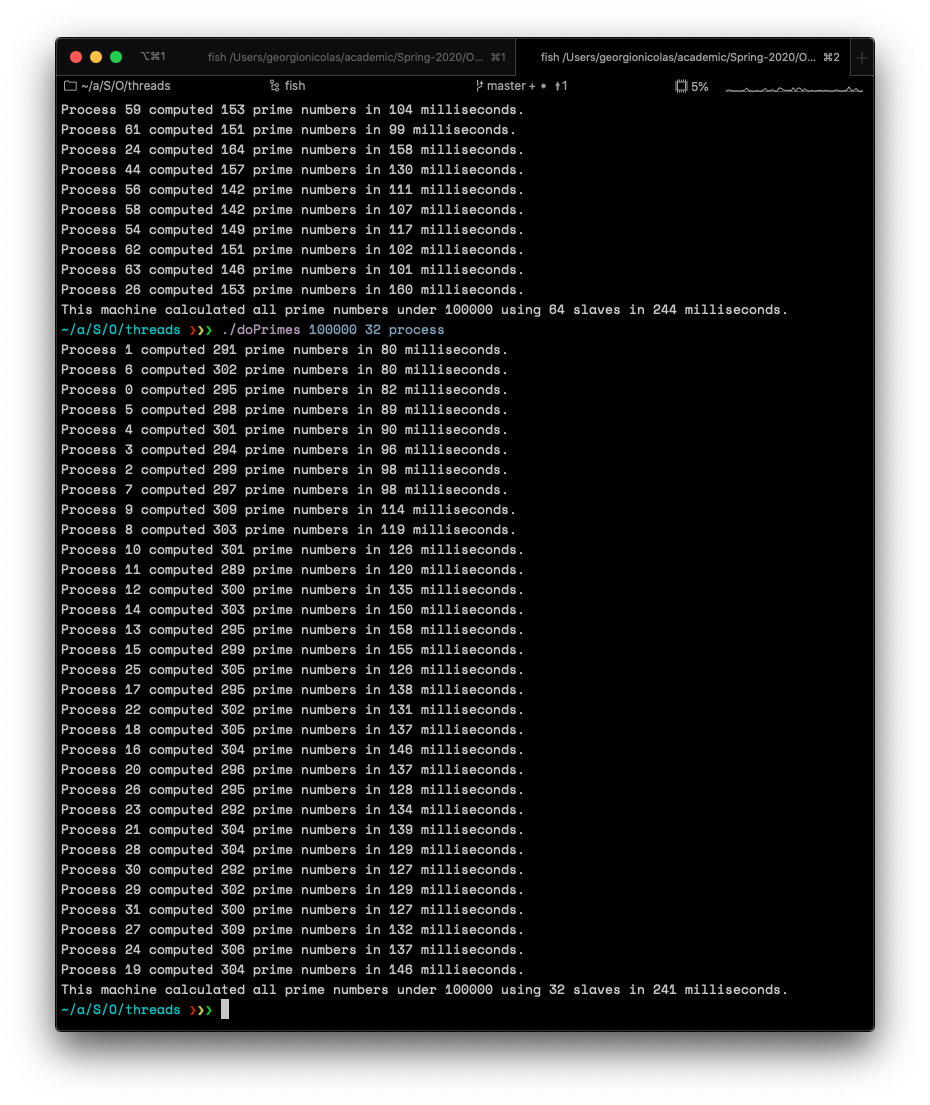 ⌥⌘1 fish /Users/georgionicolas/academic/Spring-2020/O... ⌘1 fish /Users/georgionicolas/academic/Spring-2020/O... ⌘2 +
~/a/S/O/threads fish master + • ↑1 5%
Process 59 computed 153 prime numbers in 104 milliseconds.
Process 61 computed 151 prime numbers in 99 milliseconds.
Process 24 computed 164 prime numbers in 158 milliseconds.
Process 44 computed 157 prime numbers in 130 milliseconds.
Process 56 computed 142 prime numbers in 111 milliseconds.
Process 58 computed 142 prime numbers in 107 milliseconds.
Process 54 computed 149 prime numbers in 117 milliseconds.
Process 62 computed 151 prime numbers in 102 milliseconds.
Process 63 computed 146 prime numbers in 101 milliseconds.
Process 26 computed 153 prime numbers in 160 milliseconds.
This machine calculated all prime numbers under 100000 using 64 slaves in 244 milliseconds.
~/a/S/O/threads ❯❯❯ ./doPrimes 100000 32 process
Process 1 computed 291 prime numbers in 80 milliseconds.
Process 6 computed 302 prime numbers in 80 milliseconds.
Process 0 computed 295 prime numbers in 82 milliseconds.
Process 5 computed 298 prime numbers in 89 milliseconds.
Process 4 computed 301 prime numbers in 90 milliseconds.
Process 3 computed 294 prime numbers in 96 milliseconds.
Process 2 computed 299 prime numbers in 98 milliseconds.
Process 7 computed 297 prime numbers in 98 milliseconds.
Process 9 computed 309 prime numbers in 114 milliseconds.
Process 8 computed 303 prime numbers in 119 milliseconds.
Process 10 computed 301 prime numbers in 126 milliseconds.
Process 11 computed 289 prime numbers in 120 milliseconds.
Process 12 computed 300 prime numbers in 135 milliseconds.
Process 14 computed 303 prime numbers in 150 milliseconds.
Process 13 computed 295 prime numbers in 158 milliseconds.
Process 15 computed 299 prime numbers in 155 milliseconds.
Process 25 computed 305 prime numbers in 126 milliseconds.
Process 17 computed 295 prime numbers in 138 milliseconds.
Process 22 computed 302 prime numbers in 131 milliseconds.
Process 18 computed 305 prime numbers in 137 milliseconds.
Process 16 computed 304 prime numbers in 146 milliseconds.
Process 20 computed 296 prime numbers in 137 milliseconds.
Process 26 computed 295 prime numbers in 128 milliseconds.
Process 23 computed 292 prime numbers in 134 milliseconds.
Process 21 computed 304 prime numbers in 139 milliseconds.
Process 28 computed 304 prime numbers in 129 milliseconds.
Process 30 computed 292 prime numbers in 127 milliseconds.
Process 29 computed 302 prime numbers in 129 milliseconds.
Process 31 computed 300 prime numbers in 127 milliseconds.
Process 27 computed 309 prime numbers in 132 milliseconds.
Process 24 computed 306 prime numbers in 137 milliseconds.
Process 19 computed 304 prime numbers in 146 milliseconds.
This machine calculated all prime numbers under 100000 using 32 slaves in 241 milliseconds.
~/a/S/O/threads ❯❯❯